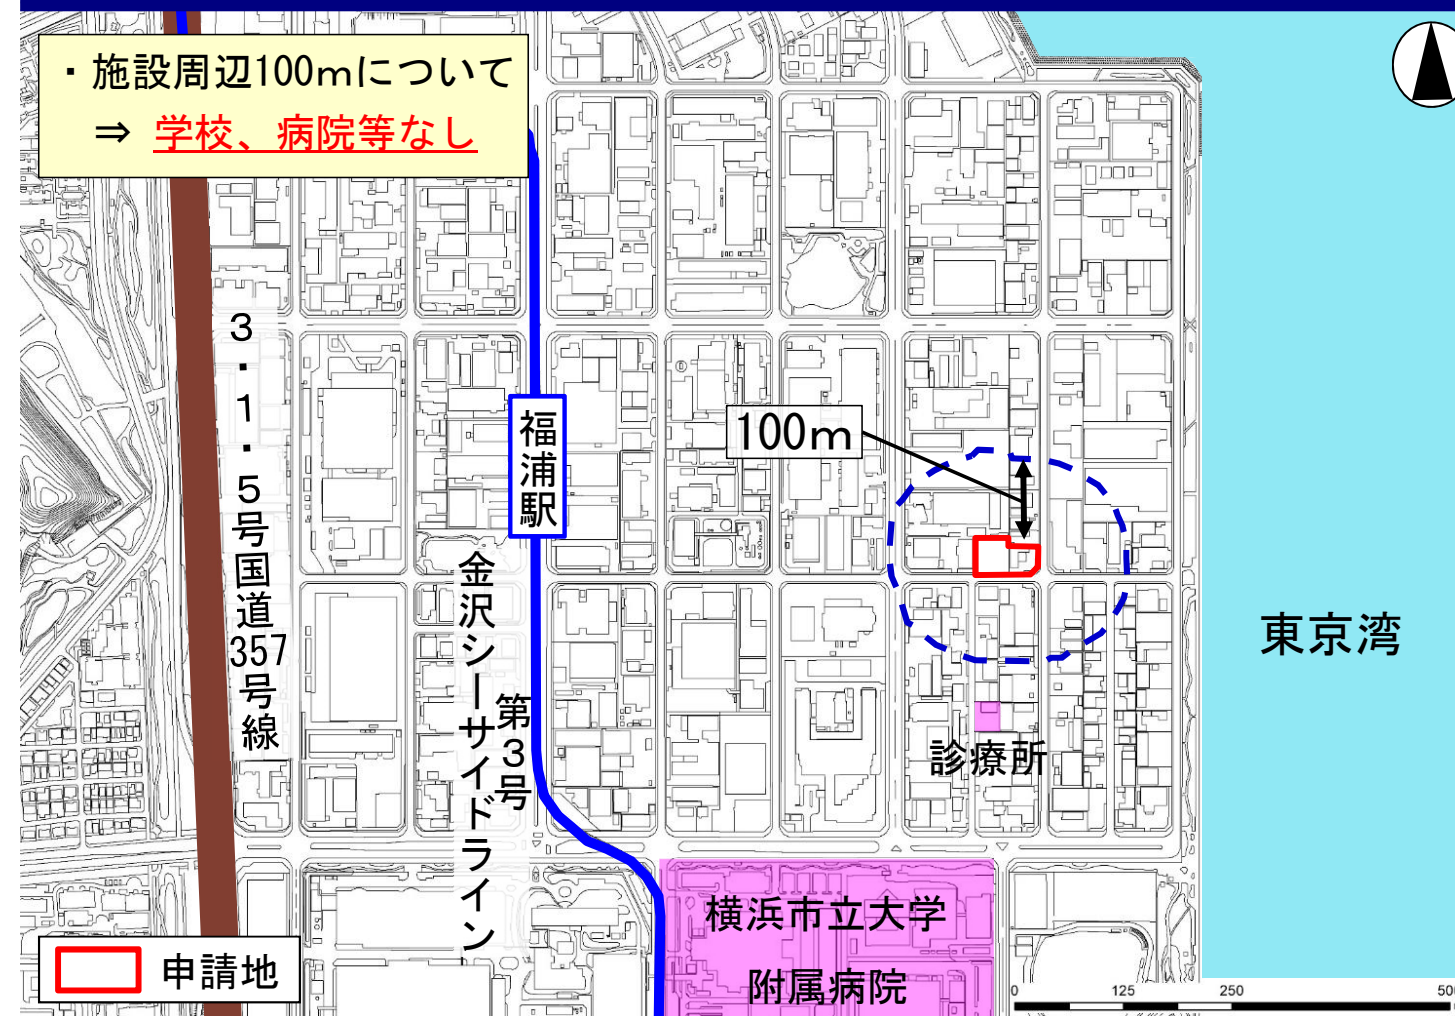 ・施設周辺100mについて
⇒ 学校、病院等なし
3・1・5号国道357号線
福浦駅
金沢シーサイドライン
第3号
100m
東京湾
診療所
横浜市立大学
附属病院
申請地
0 125 250 500